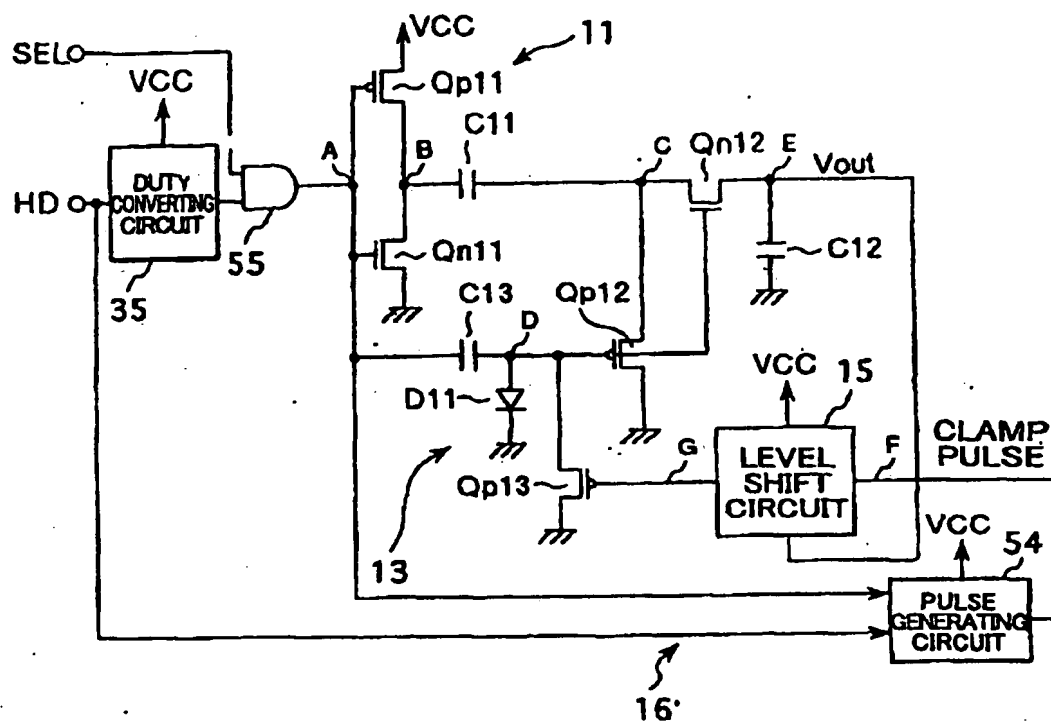 VCC
11
SEL
VCC
Qp11
C11
A
B
C
Qn12
E
Vout
HD
DUTY
CONVERTING
CIRCUIT
55
Qn11
C12
35
C13
Qp12
D
VCC
15
D11
CLAMP
PULSE
G
LEVEL
SHIFT
CIRCUIT
F
Qp13
VCC
54
13
PULSE
GENERATING
CIRCUIT
16'